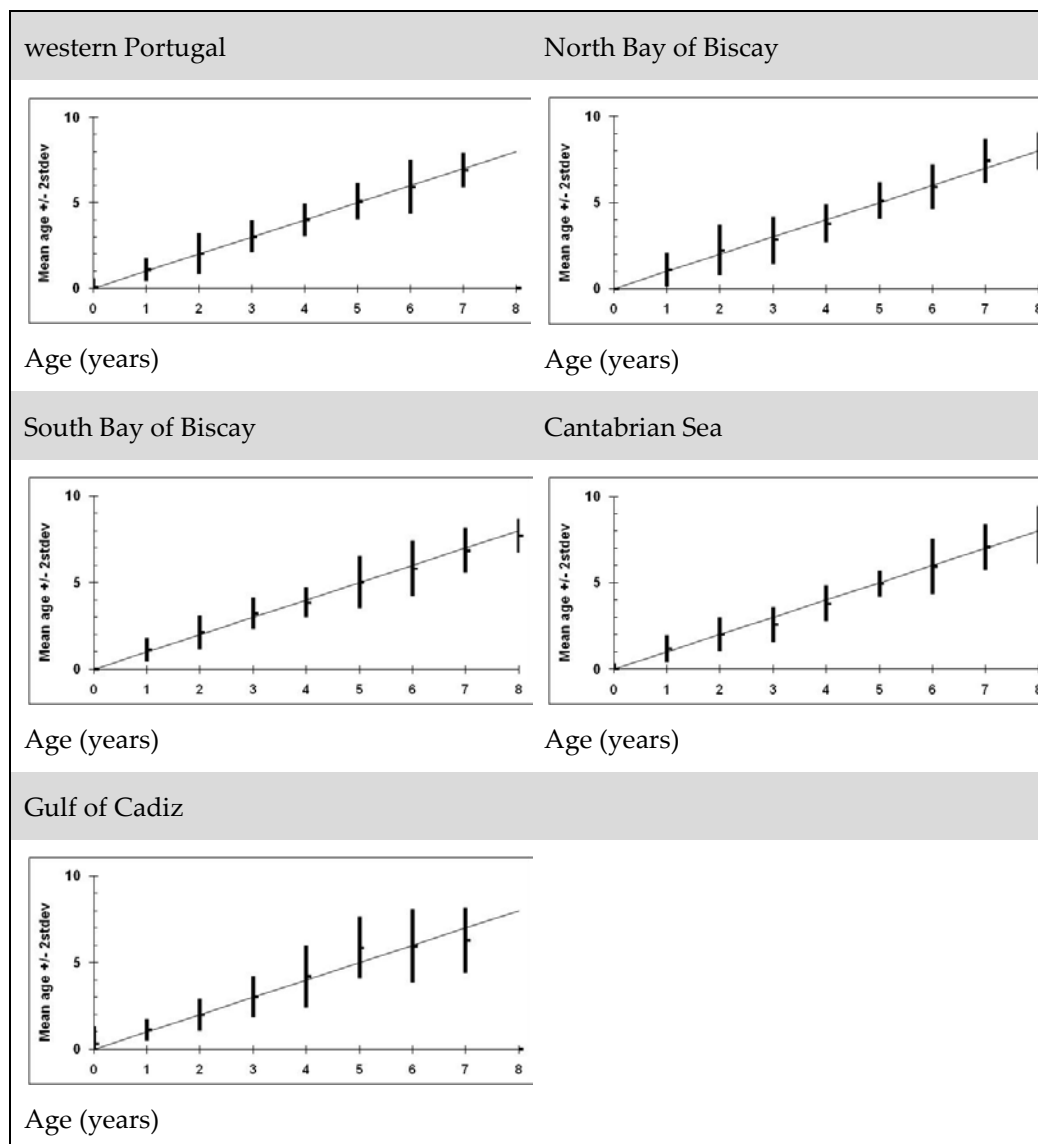 western Portugal
North Bay of Biscay
Mean age +/- 2stdev
10
5
0
0 1 2 3 4 5 6 7 8
Age (years)
Mean age +/- 2stdev
10
5
0
0 1 2 3 4 5 6 7 8
Age (years)
South Bay of Biscay
Cantabrian Sea
Mean age +/- 2stdev
10
5
0
0 1 2 3 4 5 6 7 8
Age (years)
Mean age +/- 2stdev
10
5
0
0 1 2 3 4 5 6 7 8
Age (years)
Gulf of Cadiz
Mean age +/- 2stdev
10
5
0
0 1 2 3 4 5 6 7 8
Age (years)